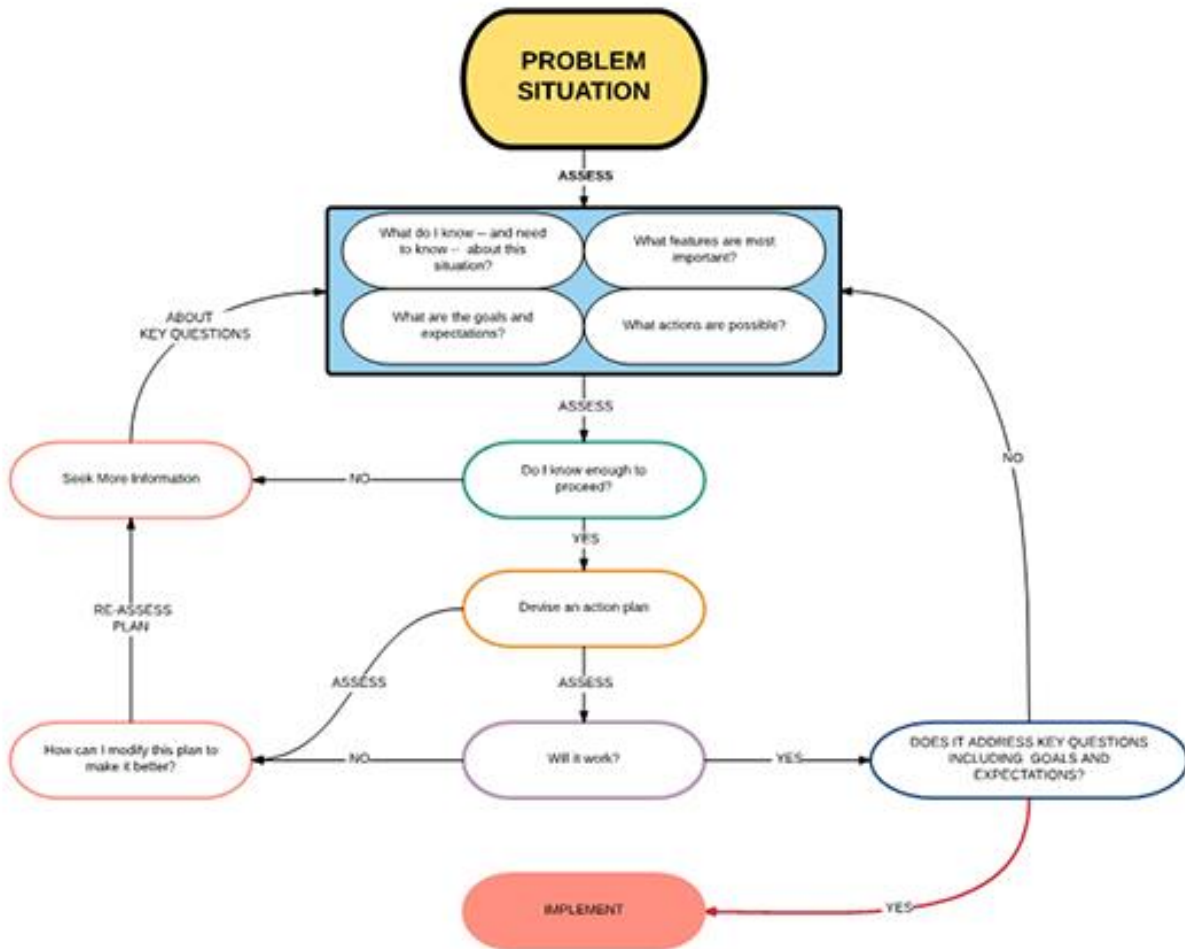 PROBLEM
SITUATION
ASSESS
What do I know -- and need
to know -- about this
situation?
What features are most
important?
What are the goals and
expectations?
What actions are possible?
ABOUT
KEY QUESTIONS
ASSESS
NO
Seek More Information
NO
Do I know enough to
proceed?
YES
RE-ASSESS
PLAN
Devise an action plan
ASSESS
ASSESS
How can I modify this plan to
make it better?
NO
Will it work?
YES
DOES IT ADDRESS KEY QUESTIONS
INCLUDING GOALS AND
EXPECTATIONS?
IMPLEMENT
YES